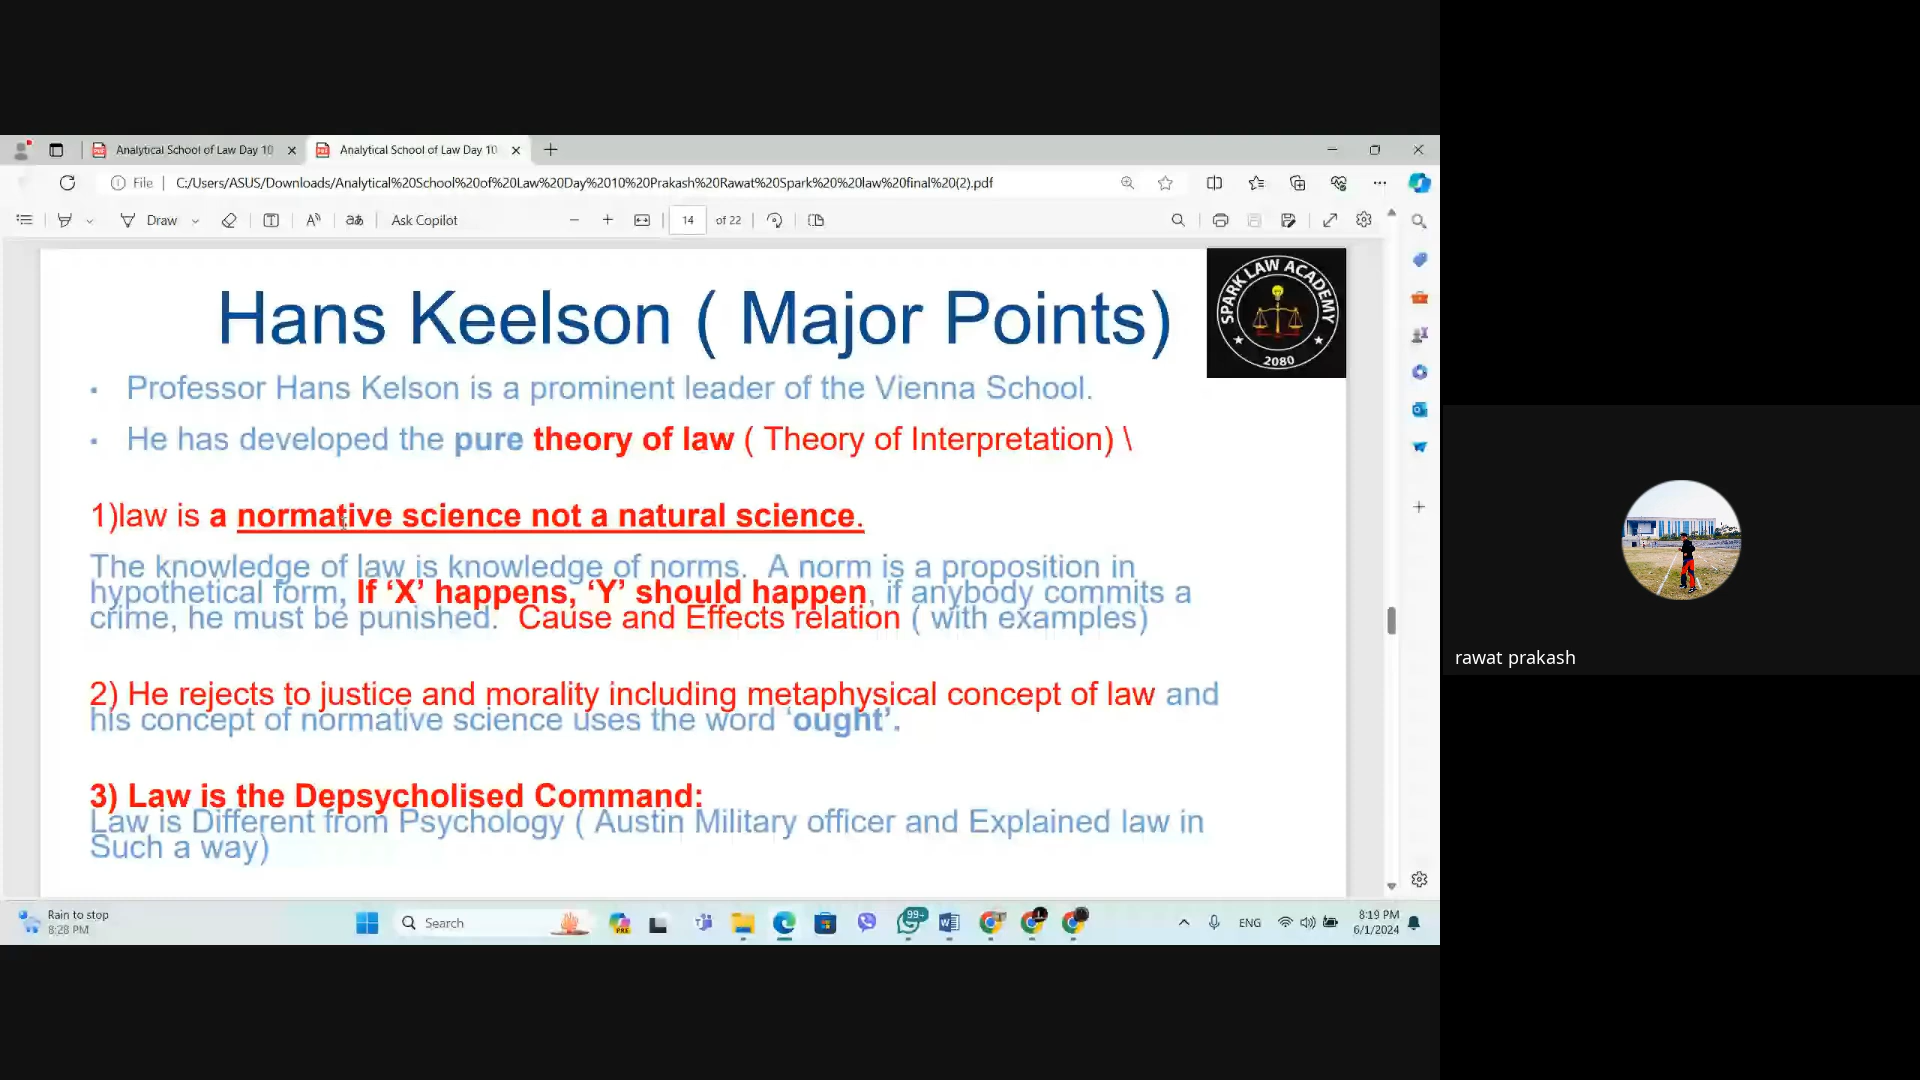 Analytical School of Law Day 10
Analytical School of Law Day 10
File
C:/Users/ASUS/Downloads/Analytical%20School%20of%20Law%20Day%2010%20Prakash%20Rawat%20Spark%20%20law%20final%20(2).pdf
Draw
aあ
Ask Copilot
14
of 22
Hans Keelson ( Major Points)
SPARK LAW ACADEMY
2080
• Professor Hans Kelson is a prominent leader of the Vienna School.
• He has developed the pure theory of law ( Theory of Interpretation) \
1)law is a normative science not a natural science.
The knowledge of law is knowledge of norms. A norm is a proposition in
hypothetical form, If ‘X’ happens, ‘Y’ should happen, if anybody commits a
crime, he must be punished. Cause and Effects relation ( with examples)
2) He rejects to justice and morality including metaphysical concept of law and
his concept of normative science uses the word ‘ought’.
3) Law is the Depsycholised Command:
Law is Different from Psychology ( Austin Military officer and Explained law in
Such a way)
rawat prakash
Rain to stop
8:28 PM
Search
PRE
99+
ENG
8:19 PM
6/1/2024